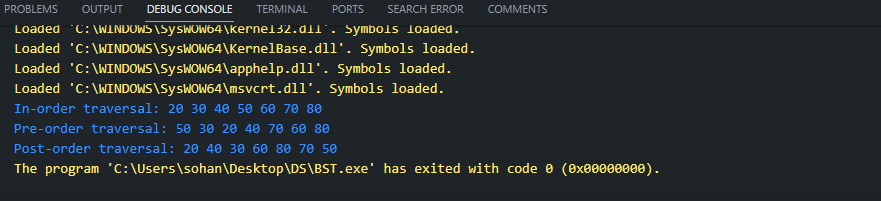 PROBLEMS OUTPUT DEBUG CONSOLE TERMINAL PORTS SEARCH ERROR COMMENTS
Loaded 'C:\WINDOWS\SysWOW64\kernel32.dll'. Symbols loaded.
Loaded 'C:\WINDOWS\SysWOW64\KernelBase.dll'. Symbols loaded.
Loaded 'C:\WINDOWS\SysWOW64\apphelp.dll'. Symbols loaded.
Loaded 'C:\WINDOWS\SysWOW64\msvcrt.dll'. Symbols loaded.
In-order traversal: 20 30 40 50 60 70 80
Pre-order traversal: 50 30 20 40 70 60 80
Post-order traversal: 20 40 30 60 80 70 50
The program 'C:\Users\sohan\Desktop\DS\BST.exe' has exited with code 0 (0x00000000).